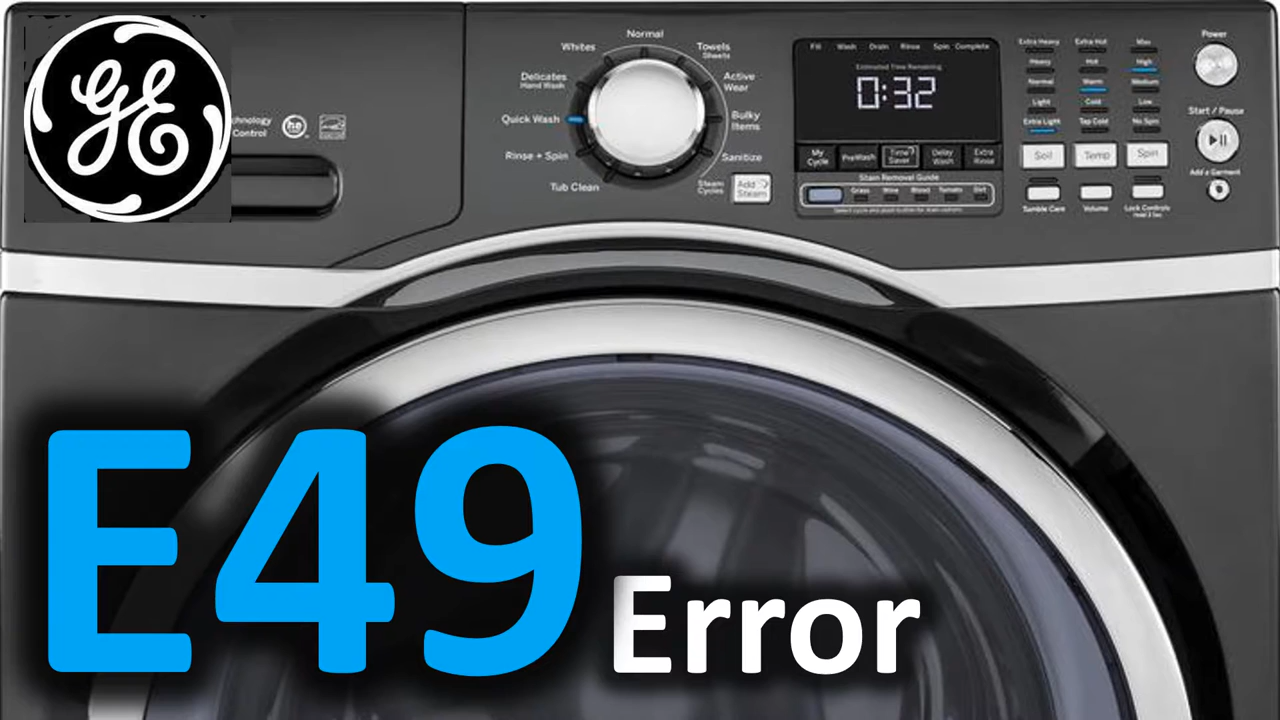 GE
Technology
Control
he
Normal
Whites
Towels
Sheets
Delicates
Hand Wash
Active
Wear
Quick Wash
Bulky
Items
Rinse + Spin
Sanitize
Tub Clean
Steam
Cycles
Add
Steam
Fill Wash Drain Rinse Spin Complete
Estimated Time Remaining
0:32
My
Cycle
PreWash
Time
Saver
Delay
Wash
Extra
Rinse
Stain Removal Guide
Grass Wine Blood Tomato Dirt
Extra Heavy Extra Hot Max
Heavy Hot High
Normal Warm Medium
Light Cold Low
Extra Light Tap Cold No Spin
Soil Temp Spin
Tumble Care Volume Lock Controls
Power
Start / Pause
Add a Garment
E49 Error